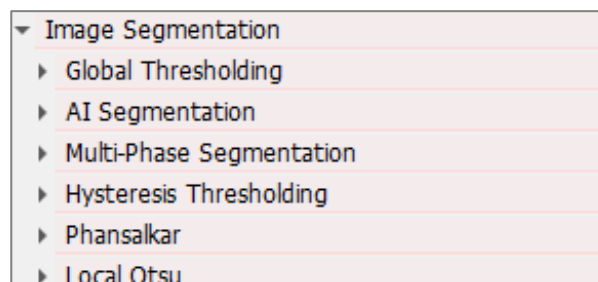 Image Segmentation
Global Thresholding
AI Segmentation
Multi-Phase Segmentation
Hysteresis Thresholding
Phansalkar
Local Otsu